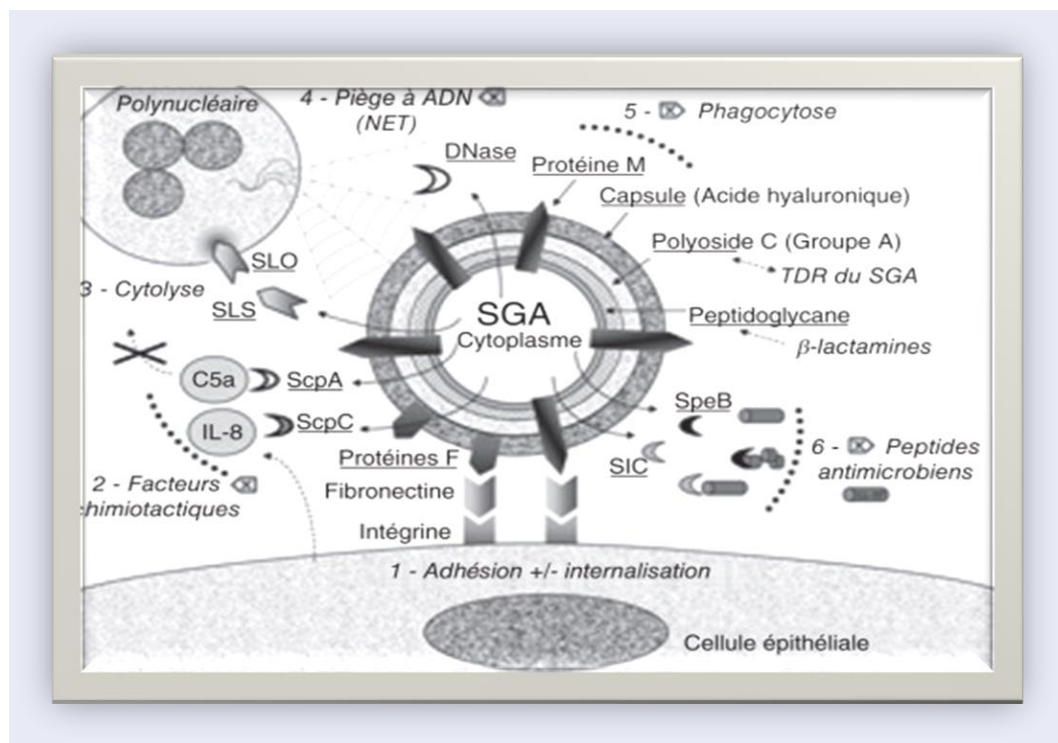 Polynucléaire
4 - Piège à ADN
(NET)
5 - Phagocytose
DNase
Protéine M
Capsule (Acide hyaluronique)
Polyoside C (Groupe A)
TDR du SGA
SLO
3 - Cytolyse
SLS
SGA
Cytoplasme
Peptidoglycane
β-lactamines
C5a
ScpA
IL-8
ScpC
SpeB
Protéines F
SIC
6 - Peptides
antimicrobiens
2 - Facteurs
chimiotactiques
Fibronectine
Intégrine
1 - Adhésion +/- internalisation
Cellule épithéliale